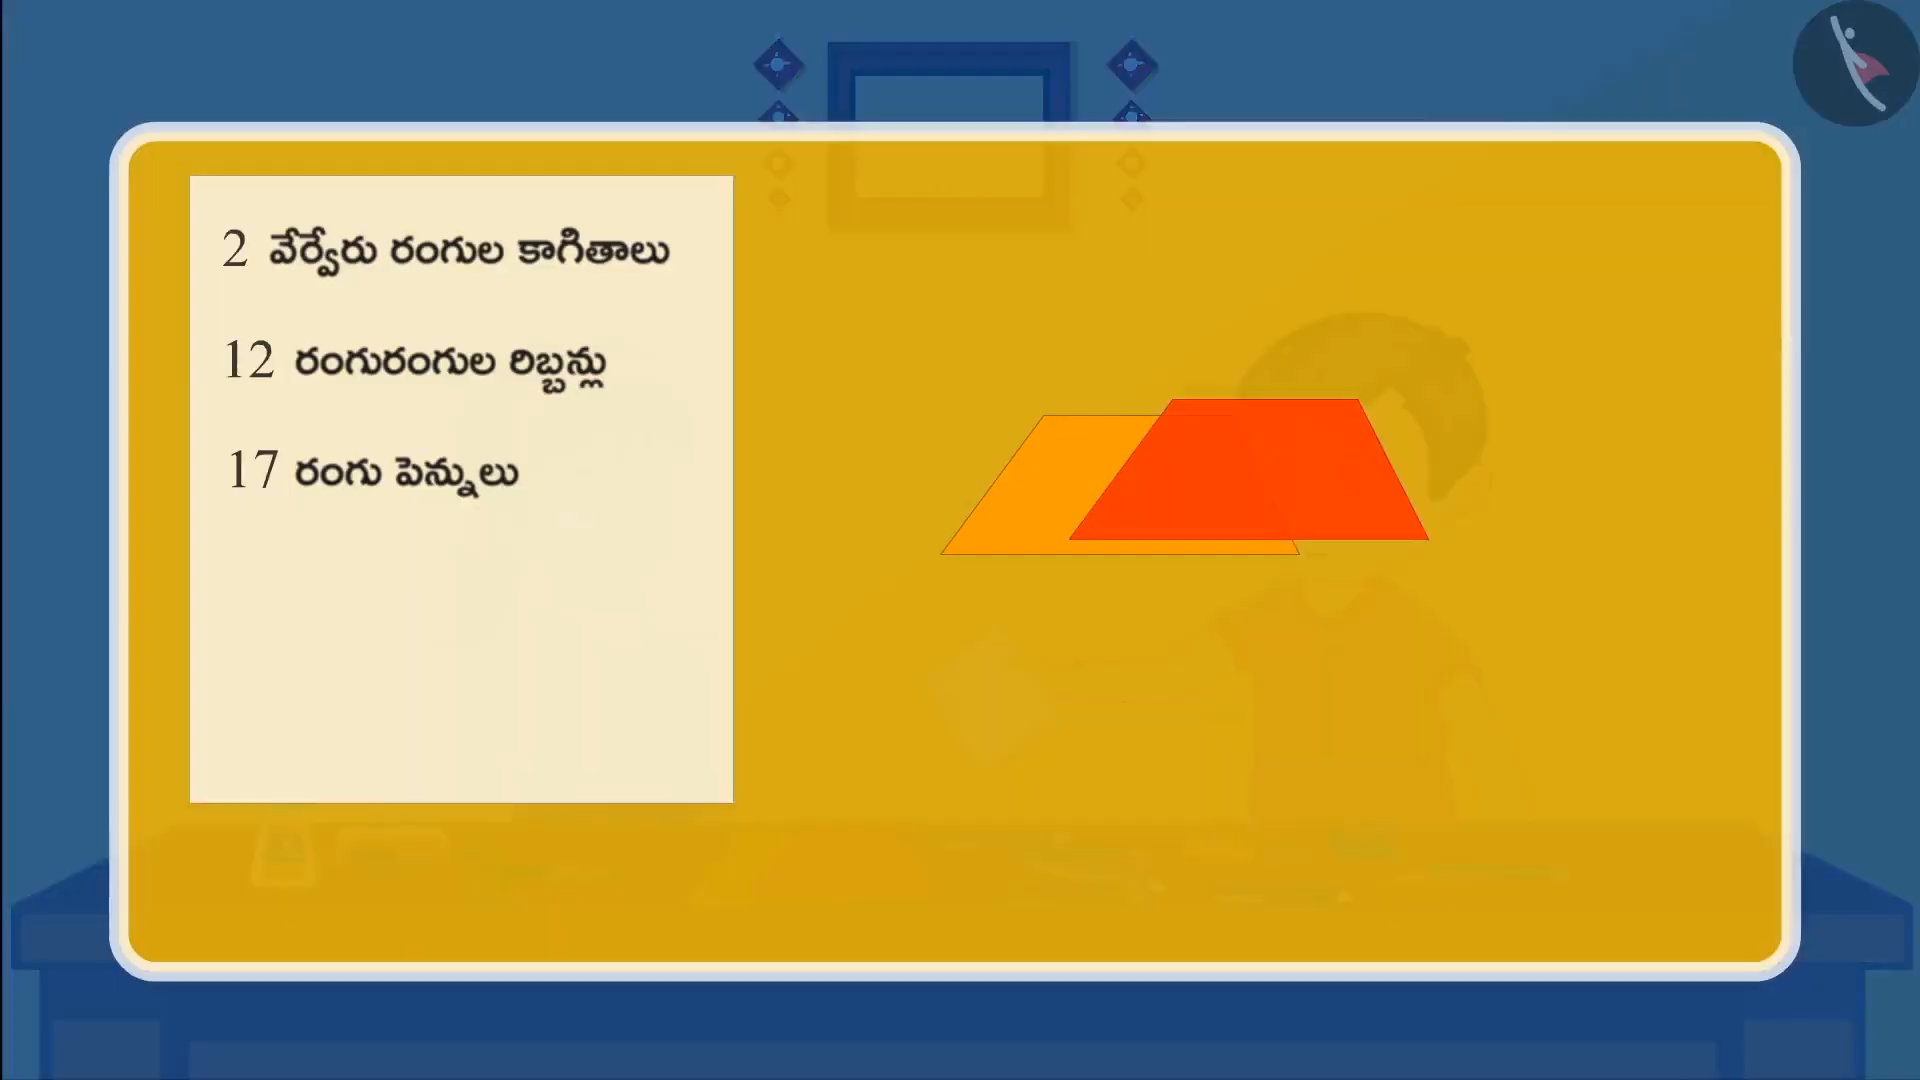 2 వేర్వేరు రంగుల కాగితాలు
12 రంగురంగుల రిబ్బన్లు
17 రంగు పెన్నులు